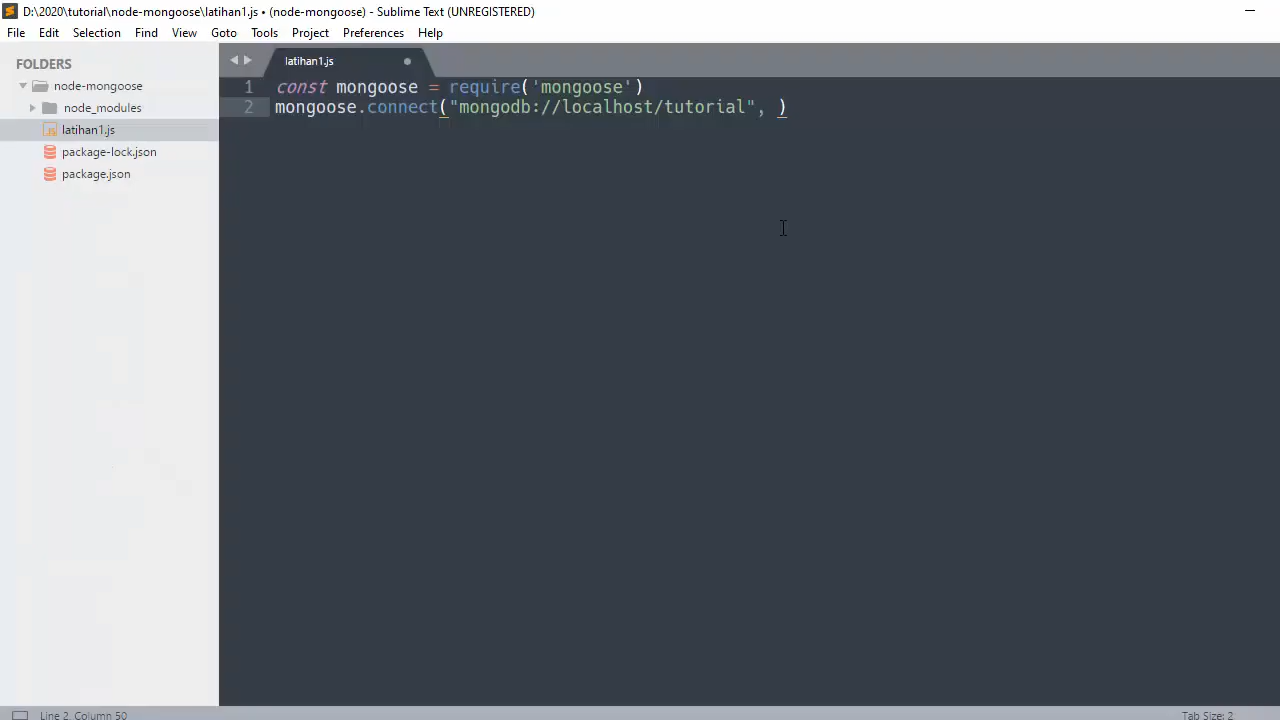 D:\2020\tutorial\node-mongoose\latihan1.js • (node-mongoose) - Sublime Text (UNREGISTERED)
File Edit Selection Find View Goto Tools Project Preferences Help
FOLDERS
node-mongoose
node_modules
latihan1.js
package-lock.json
package.json
latihan1.js
1 const mongoose = require('mongoose')
2 mongoose.connect("mongodb://localhost/tutorial", )
Line 2, Column 50
Tab Size: 2